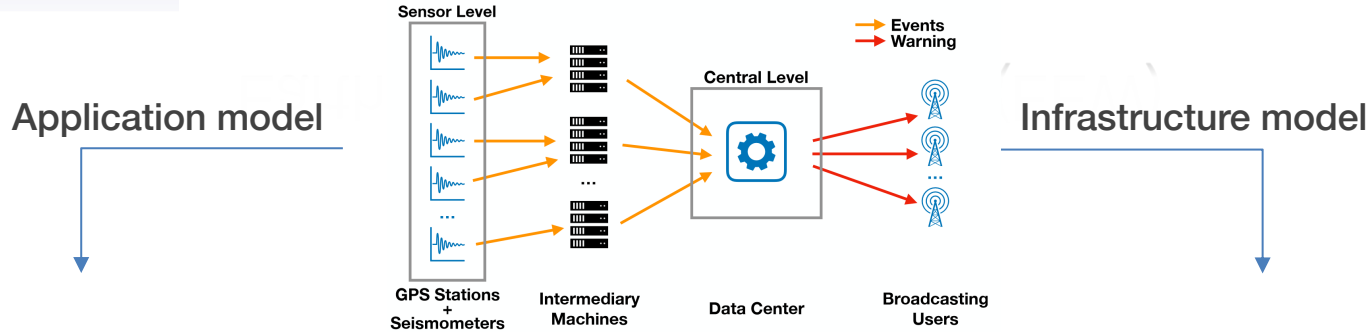 Sensor Level
Events
Warning
Central Level
Application model
Infrastructure model
...
...
...
GPS Stations
+
Seismometers
Intermediary
Machines
Data Center
Broadcasting
Users